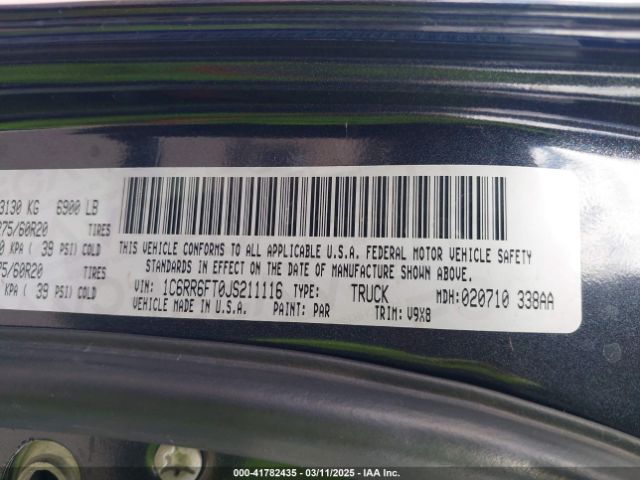 3130 KG 6900 LB
275/60R20 TIRES
0 KPA ( 39 PSI) COLD
75/60R20 TIRES
KPA ( 39 PSI) COLD
THIS VEHICLE CONFORMS TO ALL APPLICABLE U.S.A. FEDERAL MOTOR VEHICLE SAFETY
STANDARDS IN EFFECT ON THE DATE OF MANUFACTURE SHOWN ABOVE.
VIN: 1C6RR6FT0JS211116 TYPE: TRUCK MDH: 020710 338AA
VEHICLE MADE IN U.S.A. PAINT: PAR TRIM: V9X8
000-41782435 - 03/11/2025 - IAA Inc.